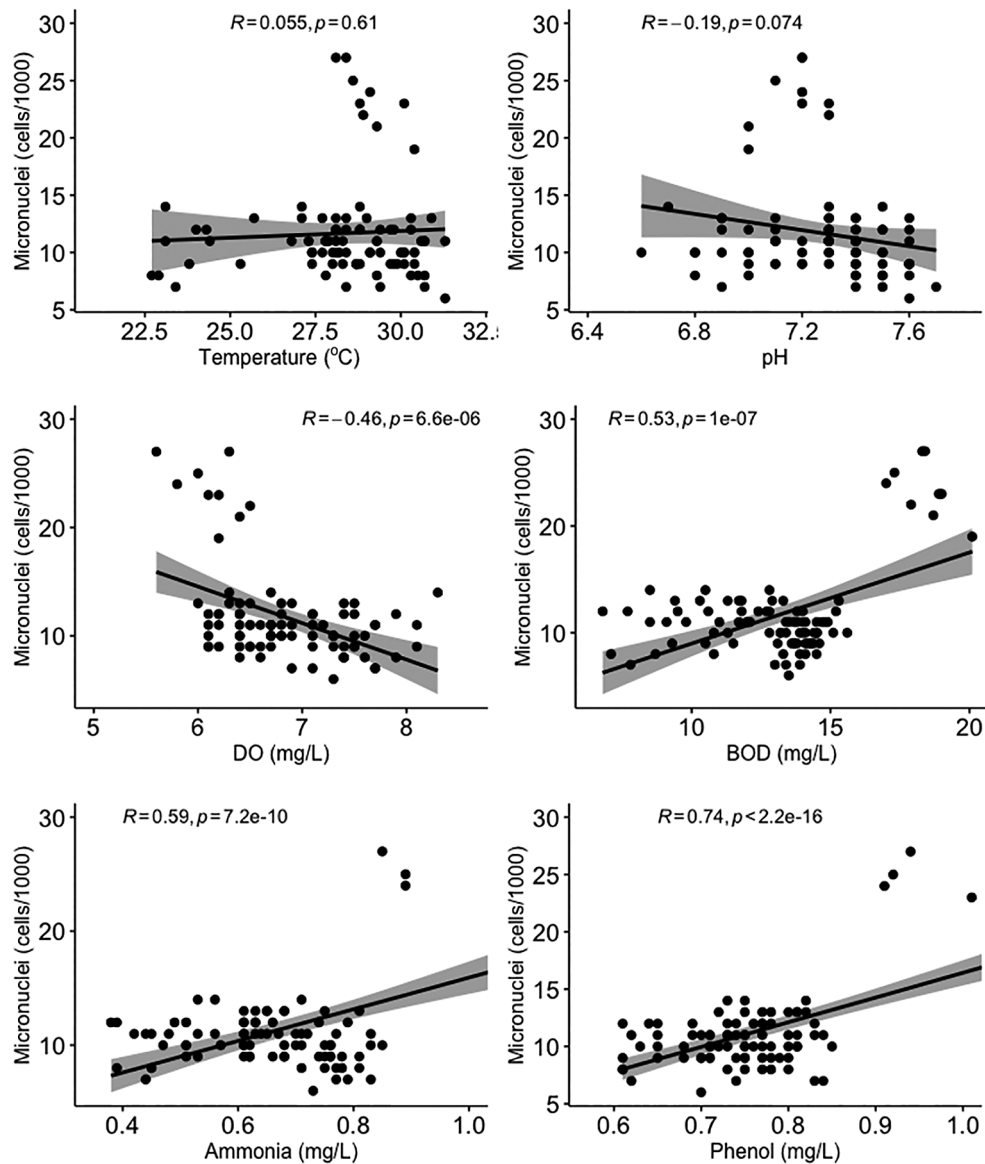 R=0.055, p=0.61
R=−0.19, p=0.074
30
25
20
15
10
5
Micronuclei (cells/1000)
22.5 25.0 27.5 30.0 32.
Temperature (°C)
30
25
20
15
10
5
Micronuclei (cells/1000)
6.4 6.8 7.2 7.6
pH
R=−0.46, p=6.6e-06
R=0.53, p=1e-07
30
20
10
Micronuclei (cells/1000)
5 6 7 8
DO (mg/L)
30
20
10
Micronuclei (cells/1000)
10 15 20
BOD (mg/L)
R=0.59, p=7.2e-10
R=0.74, p<2.2e-16
30
20
10
Micronuclei (cells/1000)
0.4 0.6 0.8 1.0
Ammonia (mg/L)
30
25
20
15
10
5
Micronuclei (cells/1000)
0.6 0.7 0.8 0.9 1.0
Phenol (mg/L)